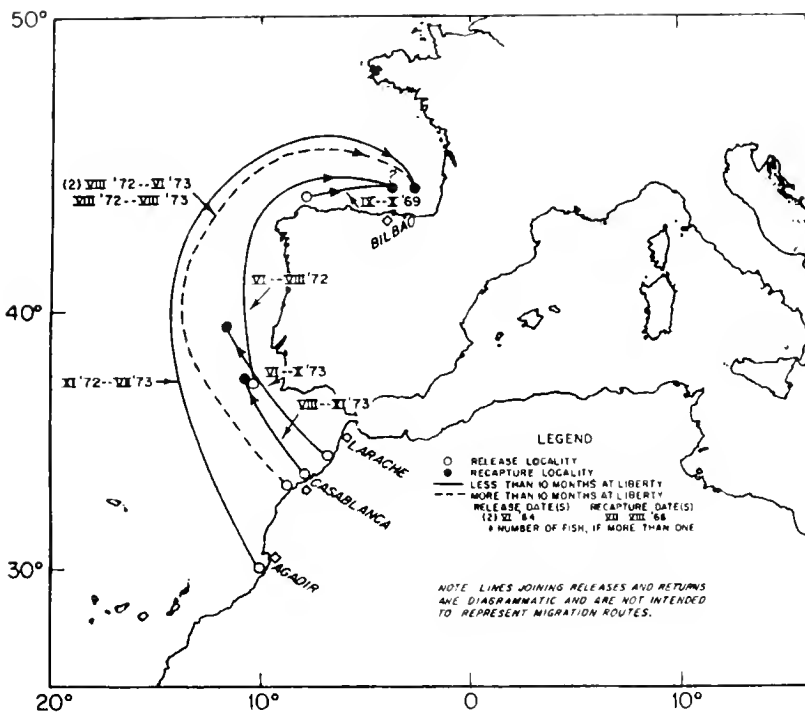 50°
40°
30°
20°
10°
0°
10°
(2) VIII '72--VI '73
VIII '72--VIII '73
IX--X '69
BILBAO
VI--VIII '72
XI '72--VII '73
VI--X '73
VIII--XI '73
LARACHE
CASABLANCA
AGADIR
LEGEND
RELEASE LOCALITY
RECAPTURE LOCALITY
LESS THAN 10 MONTHS AT LIBERTY
MORE THAN 10 MONTHS AT LIBERTY
RELEASE DATE(S) RECAPTURE DATE(S)
(2) VI '64 VII VIII '68
NUMBER OF FISH, IF MORE THAN ONE
NOTE LINES JOINING RELEASES AND RETURNS
ARE DIAGRAMMATIC AND ARE NOT INTENDED
TO REPRESENT MIGRATION ROUTES.